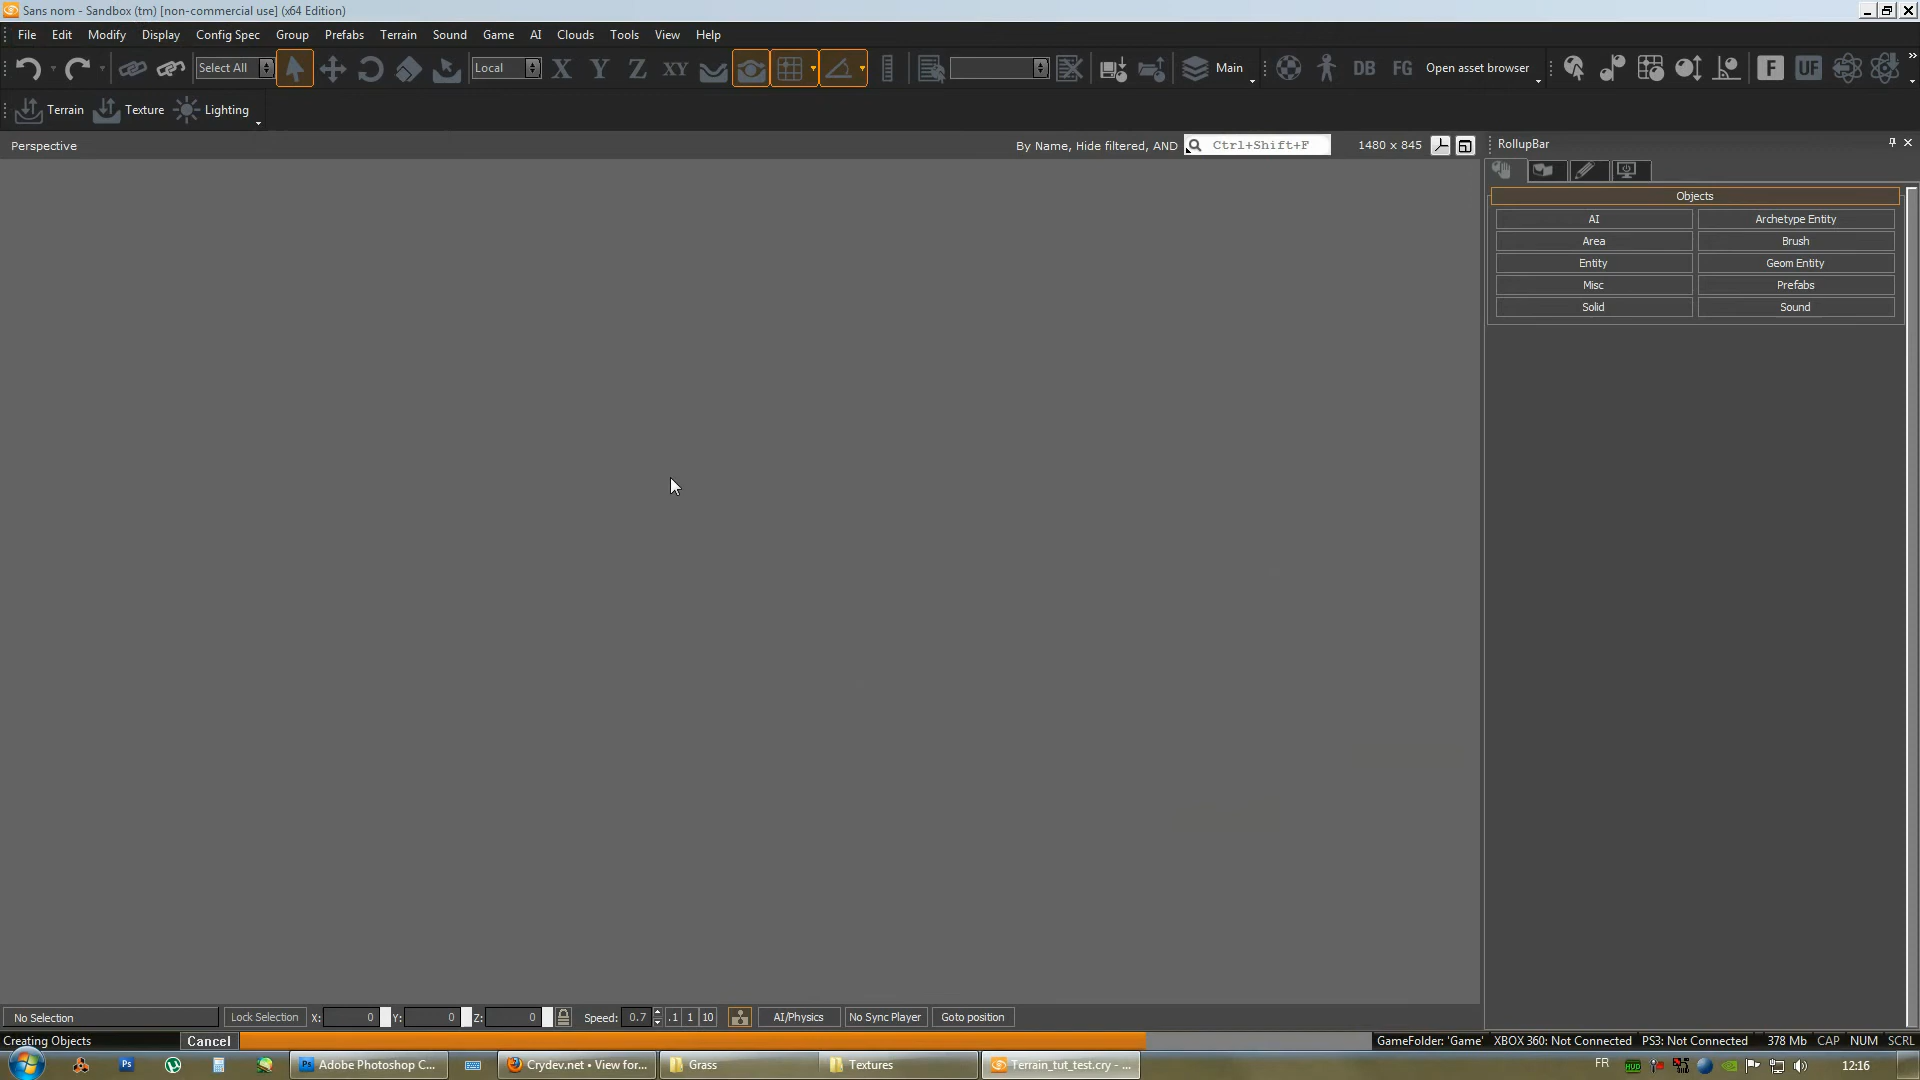 Sans nom - Sandbox (tm) [non-commercial use] (x64 Edition)
File Edit Modify Display Config Spec Group Prefabs Terrain Sound Game AI Clouds Tools View Help
Select All Local X Y Z XY Main DB FG Open asset browser F UF
Terrain Texture Lighting
Perspective By Name, Hide filtered, AND Ctrl+Shift+F 1480 x 845 RollupBar
Objects
AI Archetype Entity
Area Brush
Entity Geom Entity
Misc Prefabs
Solid Sound
No Selection Lock Selection X: 0 Y: 0 Z: 0 Speed: 0.7 .1 1 10 AI/Physics No Sync Player Goto position
Creating Objects Cancel GameFolder: 'Game' XBOX 360: Not Connected PS3: Not Connected 378 Mb CAP NUM SCRL
Ps Ps Adobe Photoshop C... Crydev.net • View for... Grass Textures Terrain_tut_test.cry - ... FR 12:16